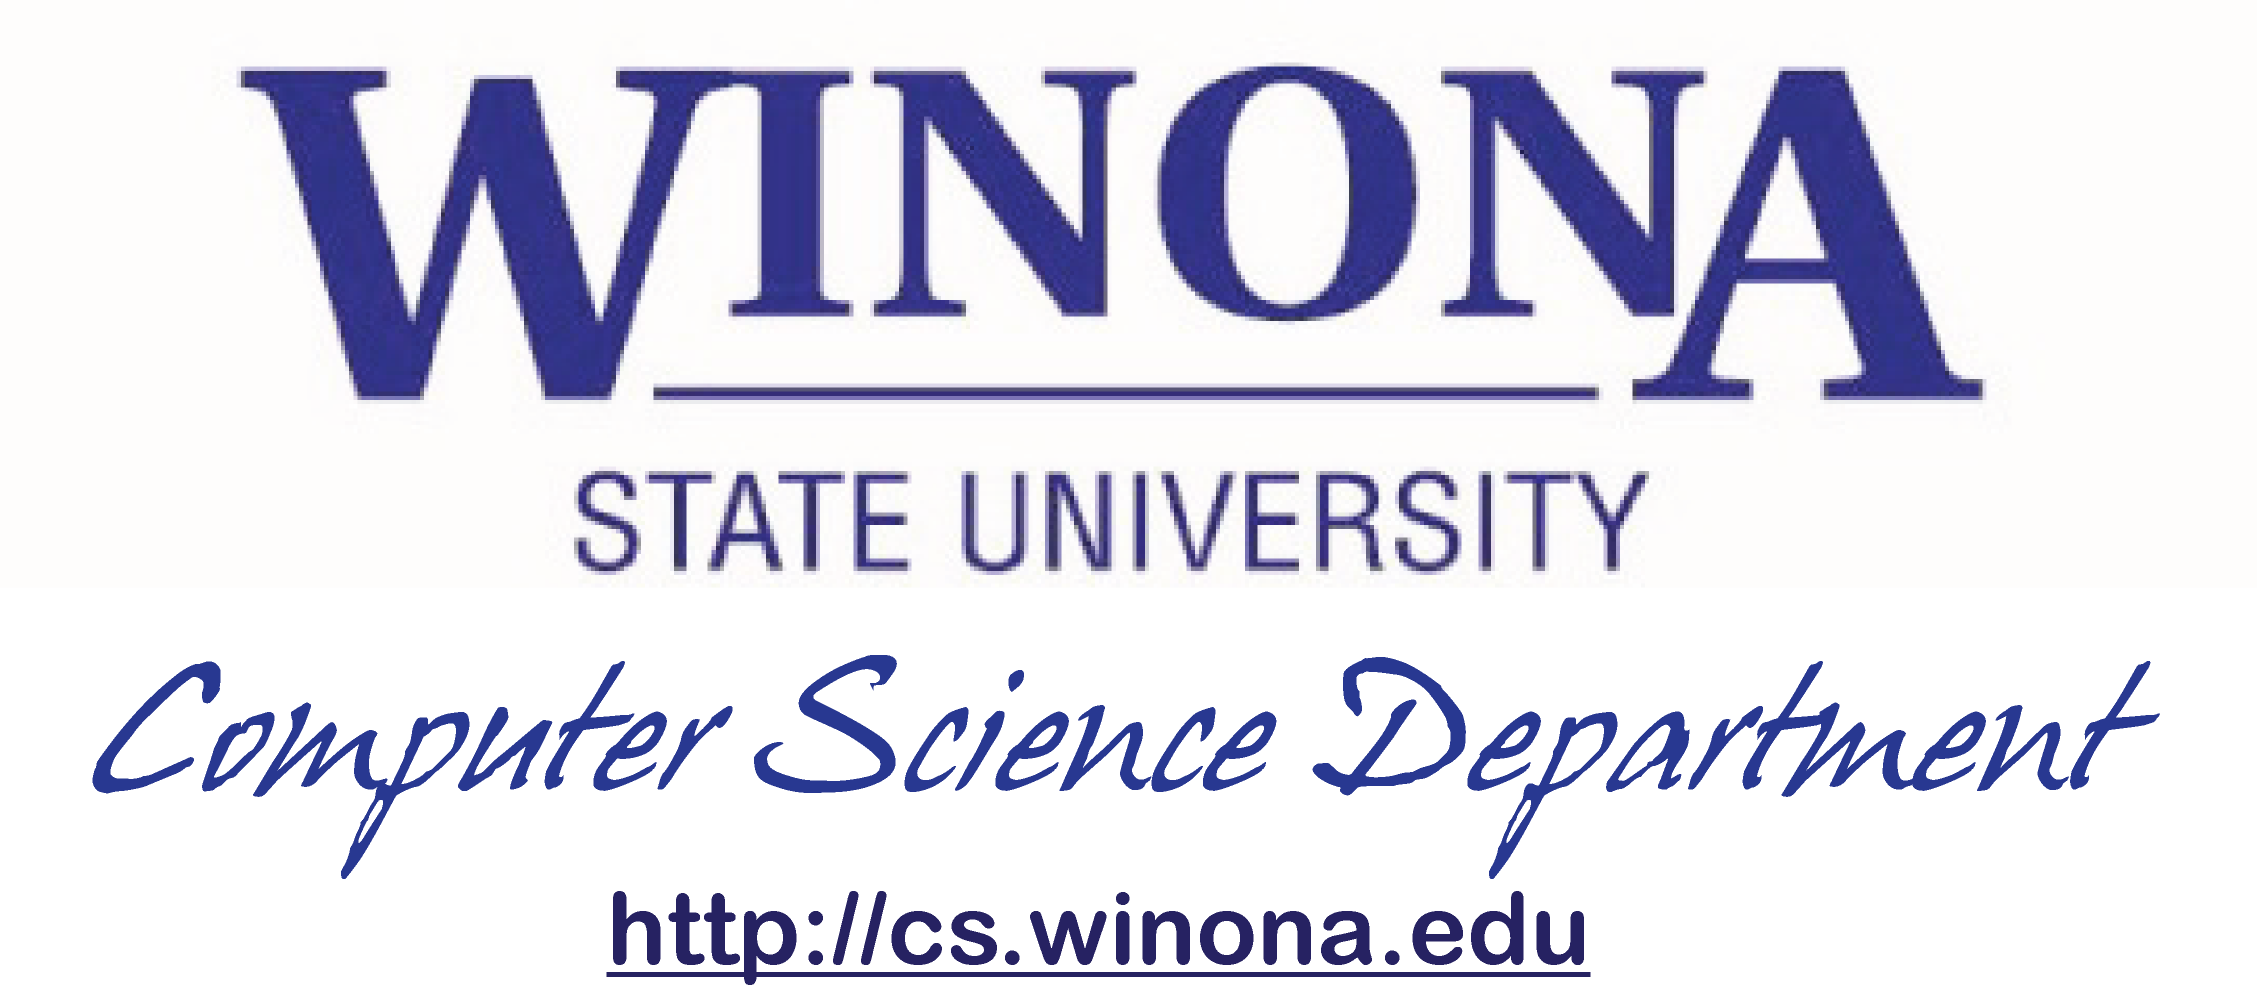 WINONA
STATE UNIVERSITY
Computer Science Department
http://cs.winona.edu